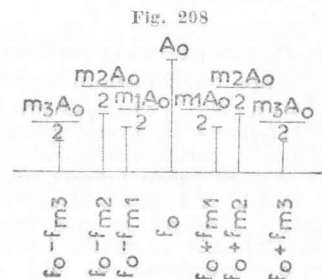 Fig. 208
A₀
m₂A₀/2 m₂A₀/2
m₁A₀/2 m₁A₀/2
m₃A₀/2 m₃A₀/2
f₀-fm3
f₀-fm2
f₀-fm1
f₀
f₀+fm1
f₀+fm2
f₀+fm3